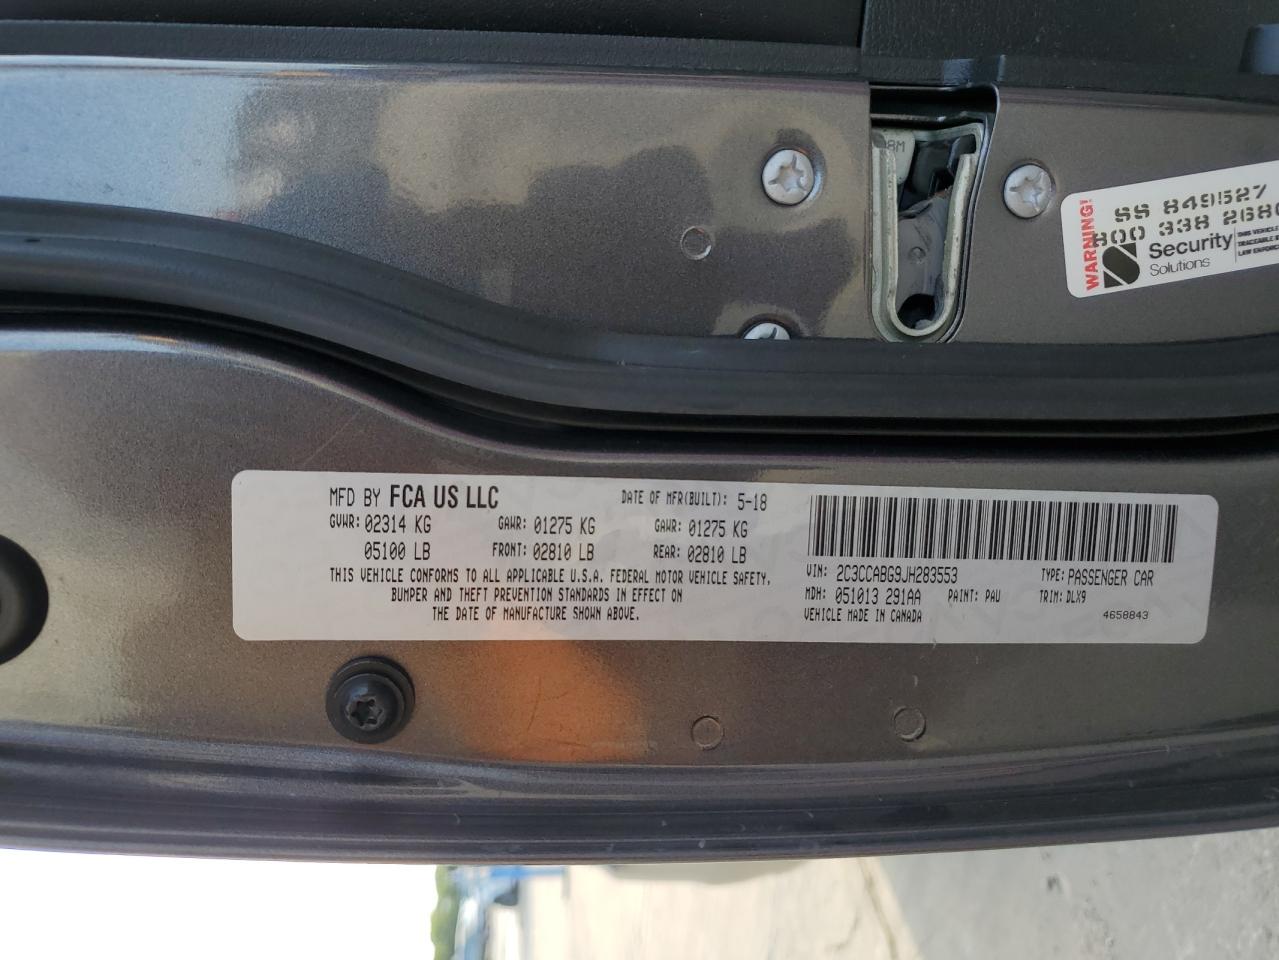 8M
WARNING!
SS 849527
800 338 268
Security
Solutions
THIS VEHICLE
MFD BY FCA US LLC DATE OF MFR(BUILT): 5-18
GVWR: 02314 KG GAWR: 01275 KG GAWR: 01275 KG
05100 LB FRONT: 02810 LB REAR: 02810 LB
THIS VEHICLE CONFORMS TO ALL APPLICABLE U.S.A. FEDERAL MOTOR VEHICLE SAFETY,
BUMPER AND THEFT PREVENTION STANDARDS IN EFFECT ON
THE DATE OF MANUFACTURE SHOWN ABOVE.
VIN: 2C3CCABG9JH283553 TYPE: PASSENGER CAR
MDH: 051013 291AA PAINT: PAU TRIM: DLX9
VEHICLE MADE IN CANADA 4658843